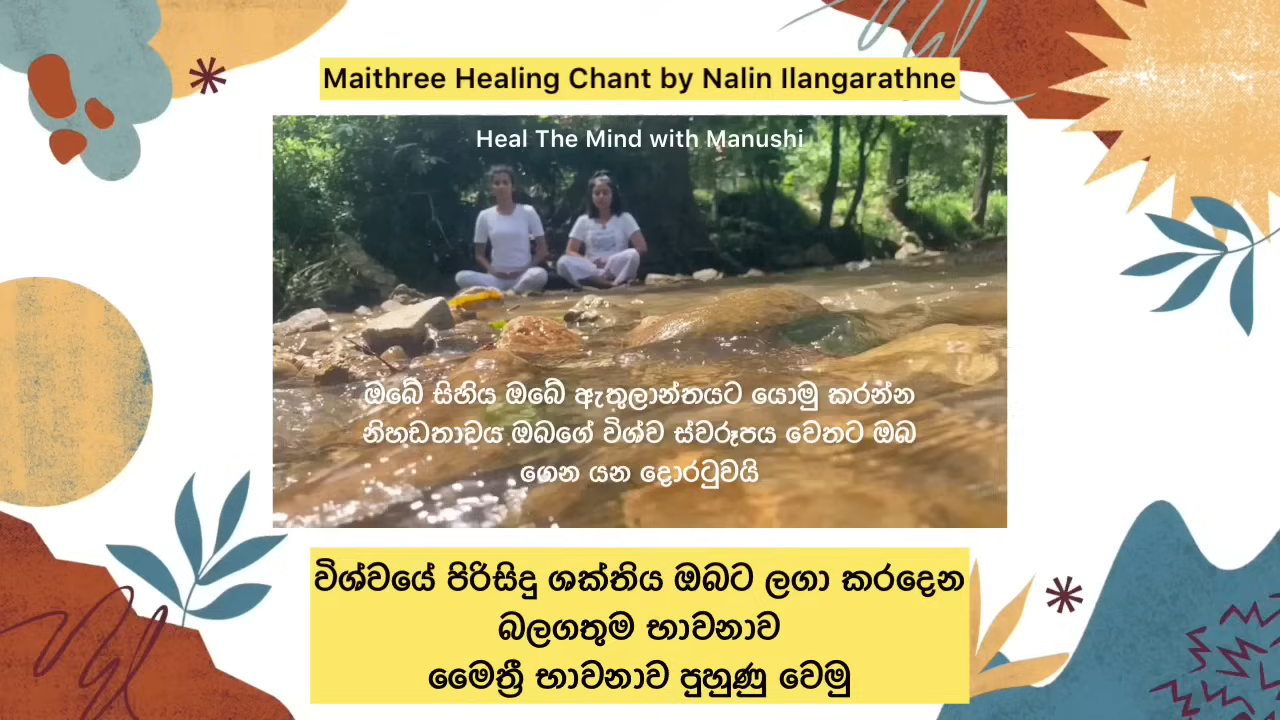 Maithree Healing Chant by Nalin Ilangarathne
Heal The Mind with Manushi
ඔබේ සිහිය ඔබේ ඇතුලාන්තයට යොමු කරන්න
නිහඩතාවය ඔබගේ විශ්ව ස්වරූපය වෙතට ඔබ
ගෙන යන දොරටුවයි
විශ්වයේ පිරිසිදු ශක්තිය ඔබට ලගා කරදෙන
බලගතුම භාවනාව
මෛත්‍රී භාවනාව පුහුණු වෙමු